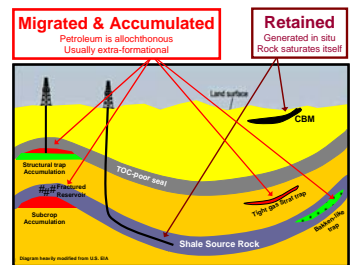 Migrated & Accumulated
Petroleum is allochthonous
Usually extra-formational
Retained
Generated in situ
Rock saturates itself
Land surface
CBM
Structural trap
Accumulation
TOC-poor seal
Fractured
Reservoir
Tight gas Strat trap
Subcrop
Accumulation
Bakken-like
trap
Shale Source Rock
Diagram heavily modified from U.S. EIA